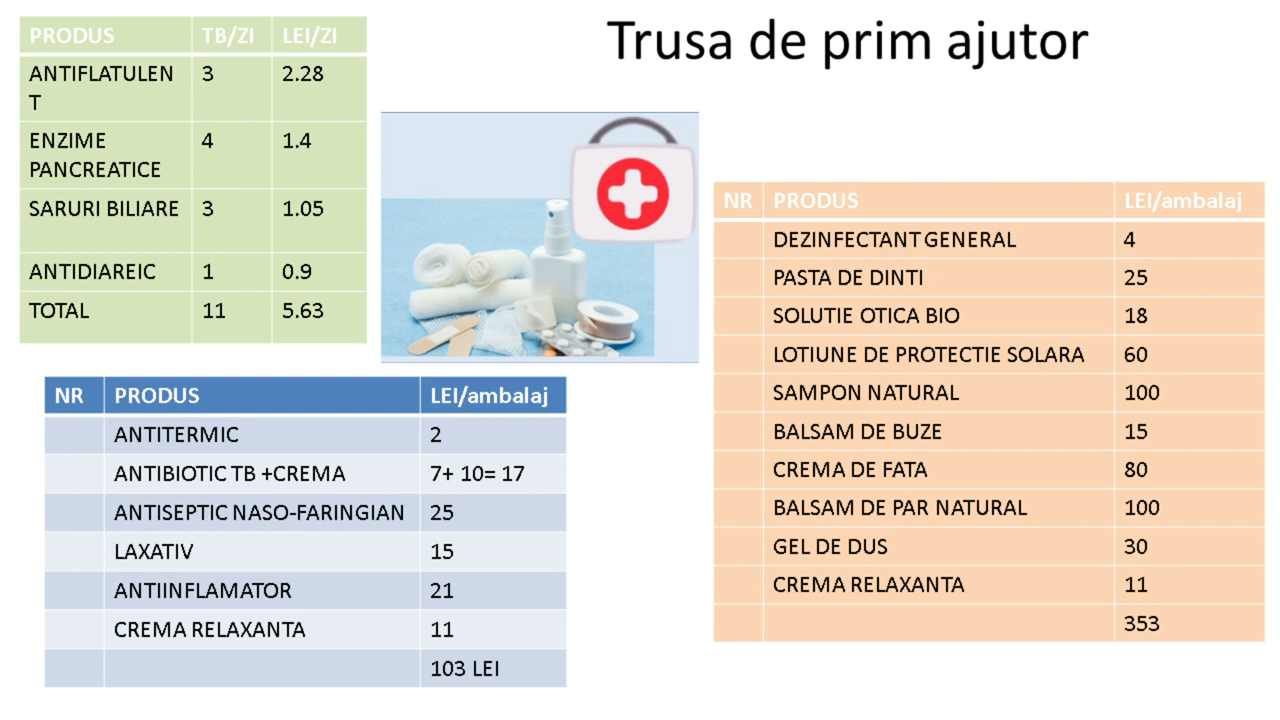 Trusa de prim ajutor
PRODUS TB/ZI LEI/ZI
ANTIFLATULEN
T 3 2.28
ENZIME
PANCREATICE 4 1.4
SARURI BILIARE 3 1.05
ANTIDIAREIC 1 0.9
TOTAL 11 5.63
NR PRODUS LEI/ambalaj
ANTITERMIC 2
ANTIBIOTIC TB +CREMA 7+ 10= 17
ANTISEPTIC NASO-FARINGIAN 25
LAXATIV 15
ANTIINFLAMATOR 21
CREMA RELAXANTA 11
103 LEI
NR PRODUS LEI/ambalaj
DEZINFECTANT GENERAL 4
PASTA DE DINTI 25
SOLUTIE OTICA BIO 18
LOTIUNE DE PROTECTIE SOLARA 60
SAMPON NATURAL 100
BALSAM DE BUZE 15
CREMA DE FATA 80
BALSAM DE PAR NATURAL 100
GEL DE DUS 30
CREMA RELAXANTA 11
353